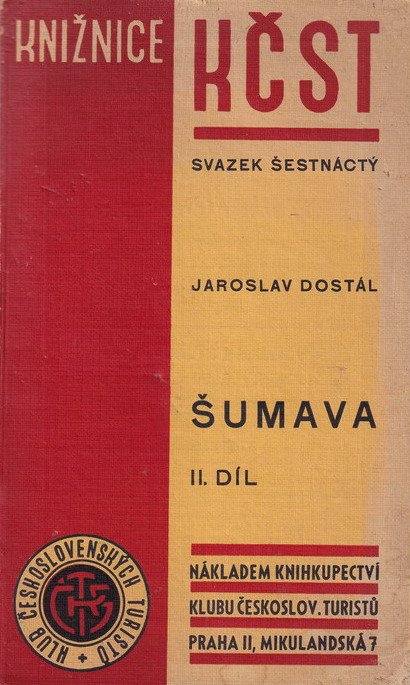 KNIŽNICE
KČST
SVAZEK ŠESTNÁCTÝ
JAROSLAV DOSTÁL
ŠUMAVA
II. DÍL
NÁKLADEM KNIHKUPECTVÍ
KLUBU ČESKOSLOV. TURISTŮ
PRAHA II, MIKULANDSKÁ 7
KLUB ČESKOSLOVENSKÝCH TURISTŮ +
KČT